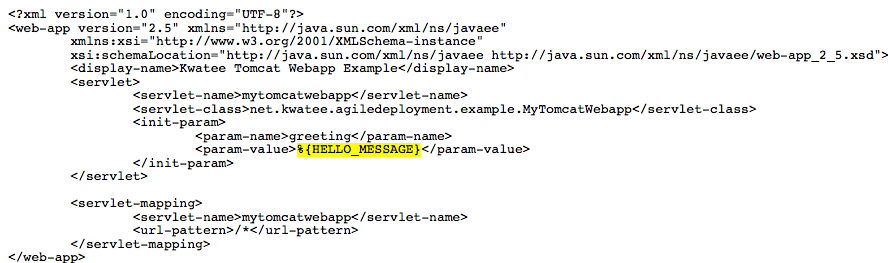 <?xml version="1.0" encoding="UTF-8"?>
<web-app version="2.5" xmlns="http://java.sun.com/xml/ns/javaee"
        xmlns:xsi="http://www.w3.org/2001/XMLSchema-instance"
        xsi:schemaLocation="http://java.sun.com/xml/ns/javaee http://java.sun.com/xml/ns/javaee/web-app_2_5.xsd">
        <display-name>Kwatee Tomcat Webapp Example</display-name>
        <servlet>
                <servlet-name>mytomcatwebapp</servlet-name>
                <servlet-class>net.kwatee.agiledeployment.example.MyTomcatWebapp</servlet-class>
                <init-param>
                        <param-name>greeting</param-name>
                        <param-value>%{HELLO_MESSAGE}</param-value>
                </init-param>
        </servlet>

        <servlet-mapping>
                <servlet-name>mytomcatwebapp</servlet-name>
                <url-pattern>/*</url-pattern>
        </servlet-mapping>
</web-app>